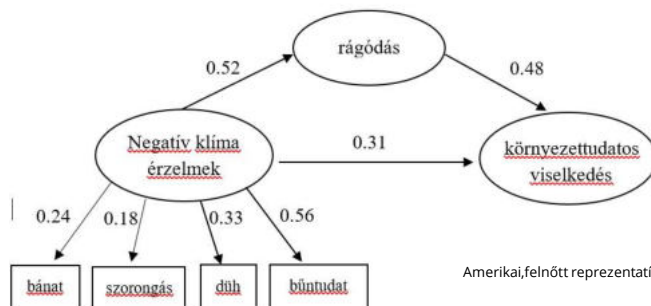 rágódás
0.52
0.48
Negatív klíma
érzelmek
0.31
környezettudatos
viselkedés
0.24
0.18
0.33
0.56
bánat
szorongás
düh
bűntudat
Amerikai,felnőtt